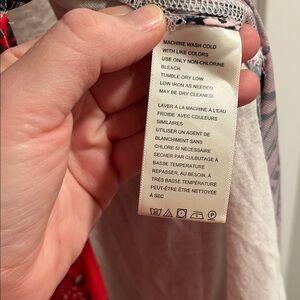 MACHINE WASH COLD
WITH LIKE COLORS
USE ONLY NON-CHLORINE
BLEACH
TUMBLE DRY LOW
LOW IRON AS NEEDED
MAY BE DRY CLEANED
LAVER À LA MACHINE À L'EAU
FROIDE AVEC COULEURS
SIMILAIRES
UTILISER UN AGENT DE
BLANCHIMENT SANS
CHLORE SI NÉCESSAIRE
SECHER PAR CULBUTAGE À
BASSE TEMPÉRATURE
REPASSER, AU BESOIN, À
TRÈS BASSE TEMPÉRATURE
PEUT-ÊTRE ÊTRE NETTOYÉE
À SEC
P